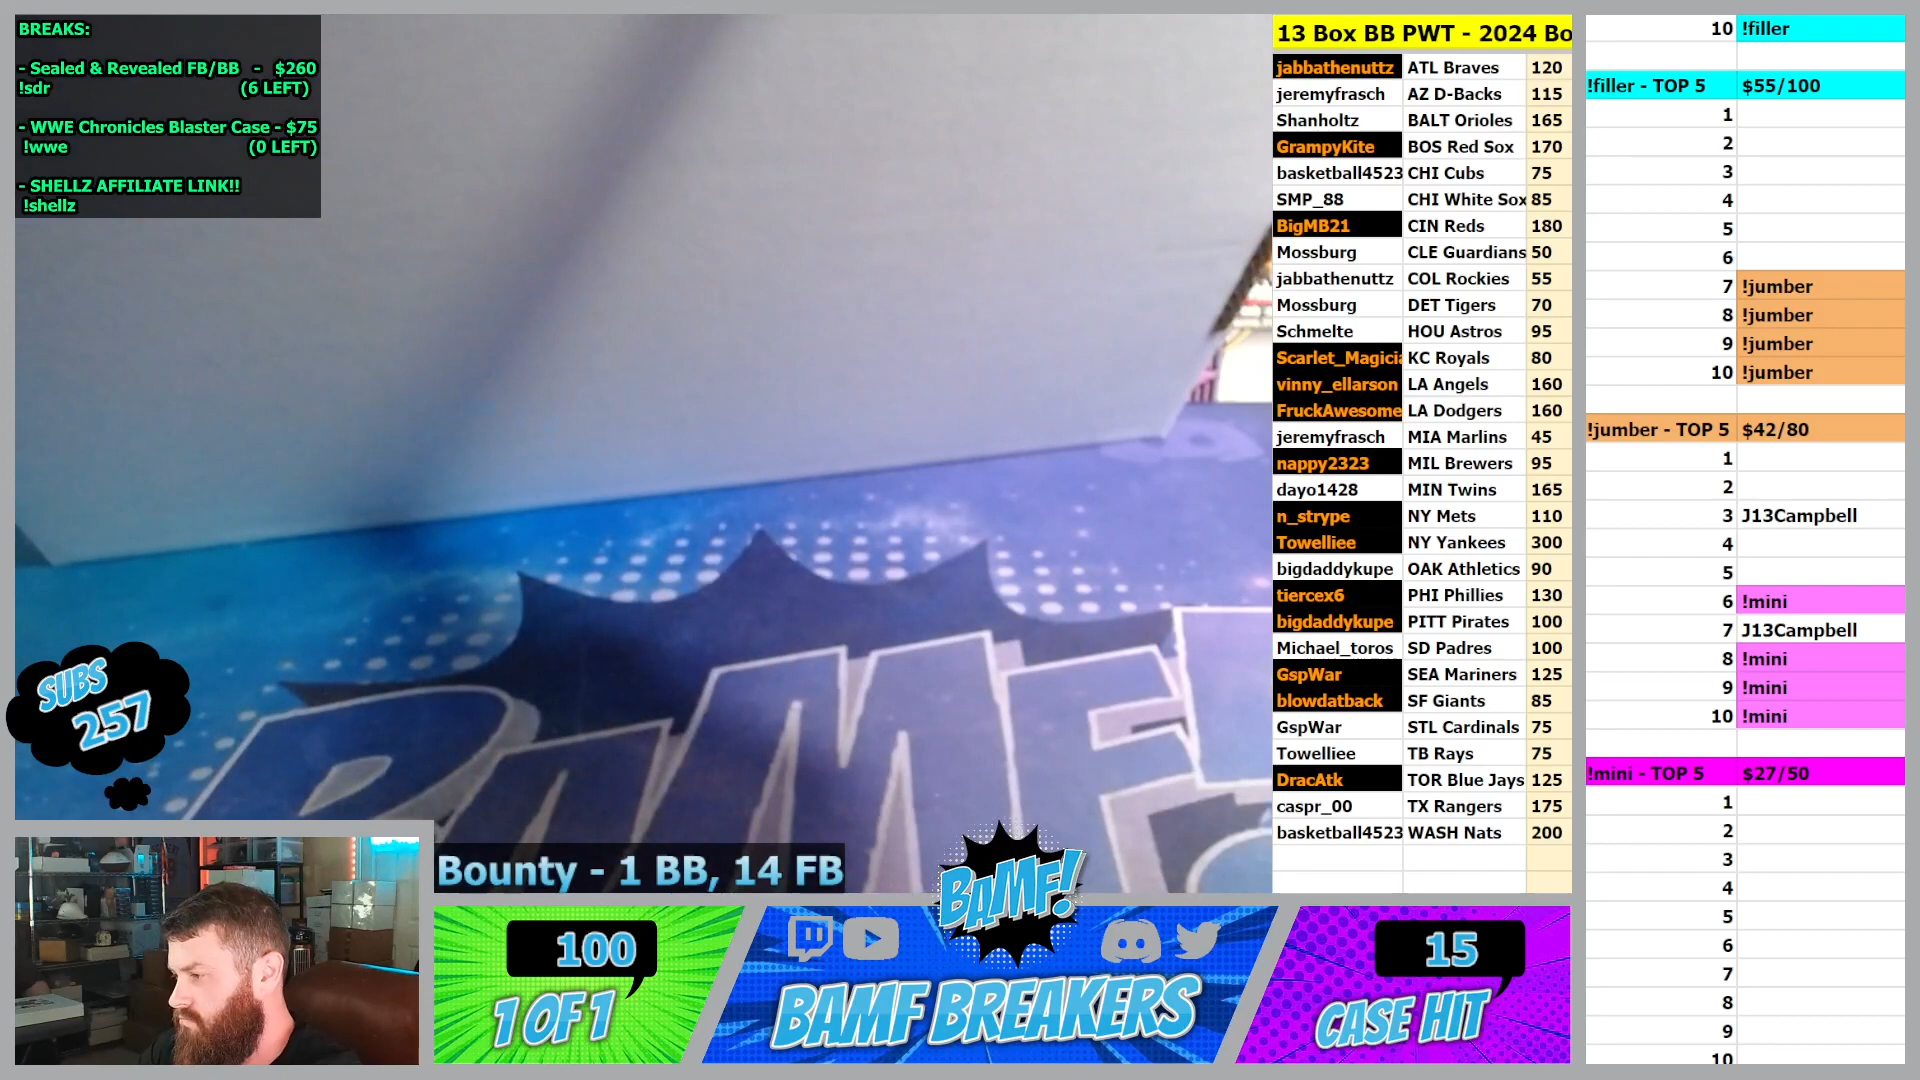 BREAKS:
- Sealed & Revealed FB/BB - $260
!sdr (6 LEFT)
- WWE Chronicles Blaster Case - $75
!wwe (0 LEFT)
- SHELLZ AFFILIATE LINK!!
!shellz
SUBS
257
Bounty - 1 BB, 14 FB
BAMF!
100
1 OF 1
BAMF BREAKERS
15
CASE HIT
13 Box BB PWT - 2024 Bo
jabbathenuttz ATL Braves 120
jeremyfrasch AZ D-Backs 115
Shanholtz BALT Orioles 165
GrampyKite BOS Red Sox 170
basketball4523 CHI Cubs 75
SMP_88 CHI White Sox 85
BigMB21 CIN Reds 180
Mossburg CLE Guardians 50
jabbathenuttz COL Rockies 55
Mossburg DET Tigers 70
Schmelte HOU Astros 95
Scarlet_Magicia KC Royals 80
vinny_ellarson LA Angels 160
FruckAwesome LA Dodgers 160
jeremyfrasch MIA Marlins 45
nappy2323 MIL Brewers 95
dayo1428 MIN Twins 165
n_strype NY Mets 110
Towelliee NY Yankees 300
bigdaddykupe OAK Athletics 90
tiercex6 PHI Phillies 130
bigdaddykupe PITT Pirates 100
Michael_toros SD Padres 100
GspWar SEA Mariners 125
blowdatback SF Giants 85
GspWar STL Cardinals 75
Towelliee TB Rays 75
DracAtk TOR Blue Jays 125
caspr_00 TX Rangers 175
basketball4523 WASH Nats 200
10 !filler
!filler - TOP 5 $55/100
1
2
3
4
5
6
7 !jumber
8 !jumber
9 !jumber
10 !jumber
!jumber - TOP 5 $42/80
1
2
3 J13Campbell
4
5
6 !mini
7 J13Campbell
8 !mini
9 !mini
10 !mini
!mini - TOP 5 $27/50
1
2
3
4
5
6
7
8
9
10